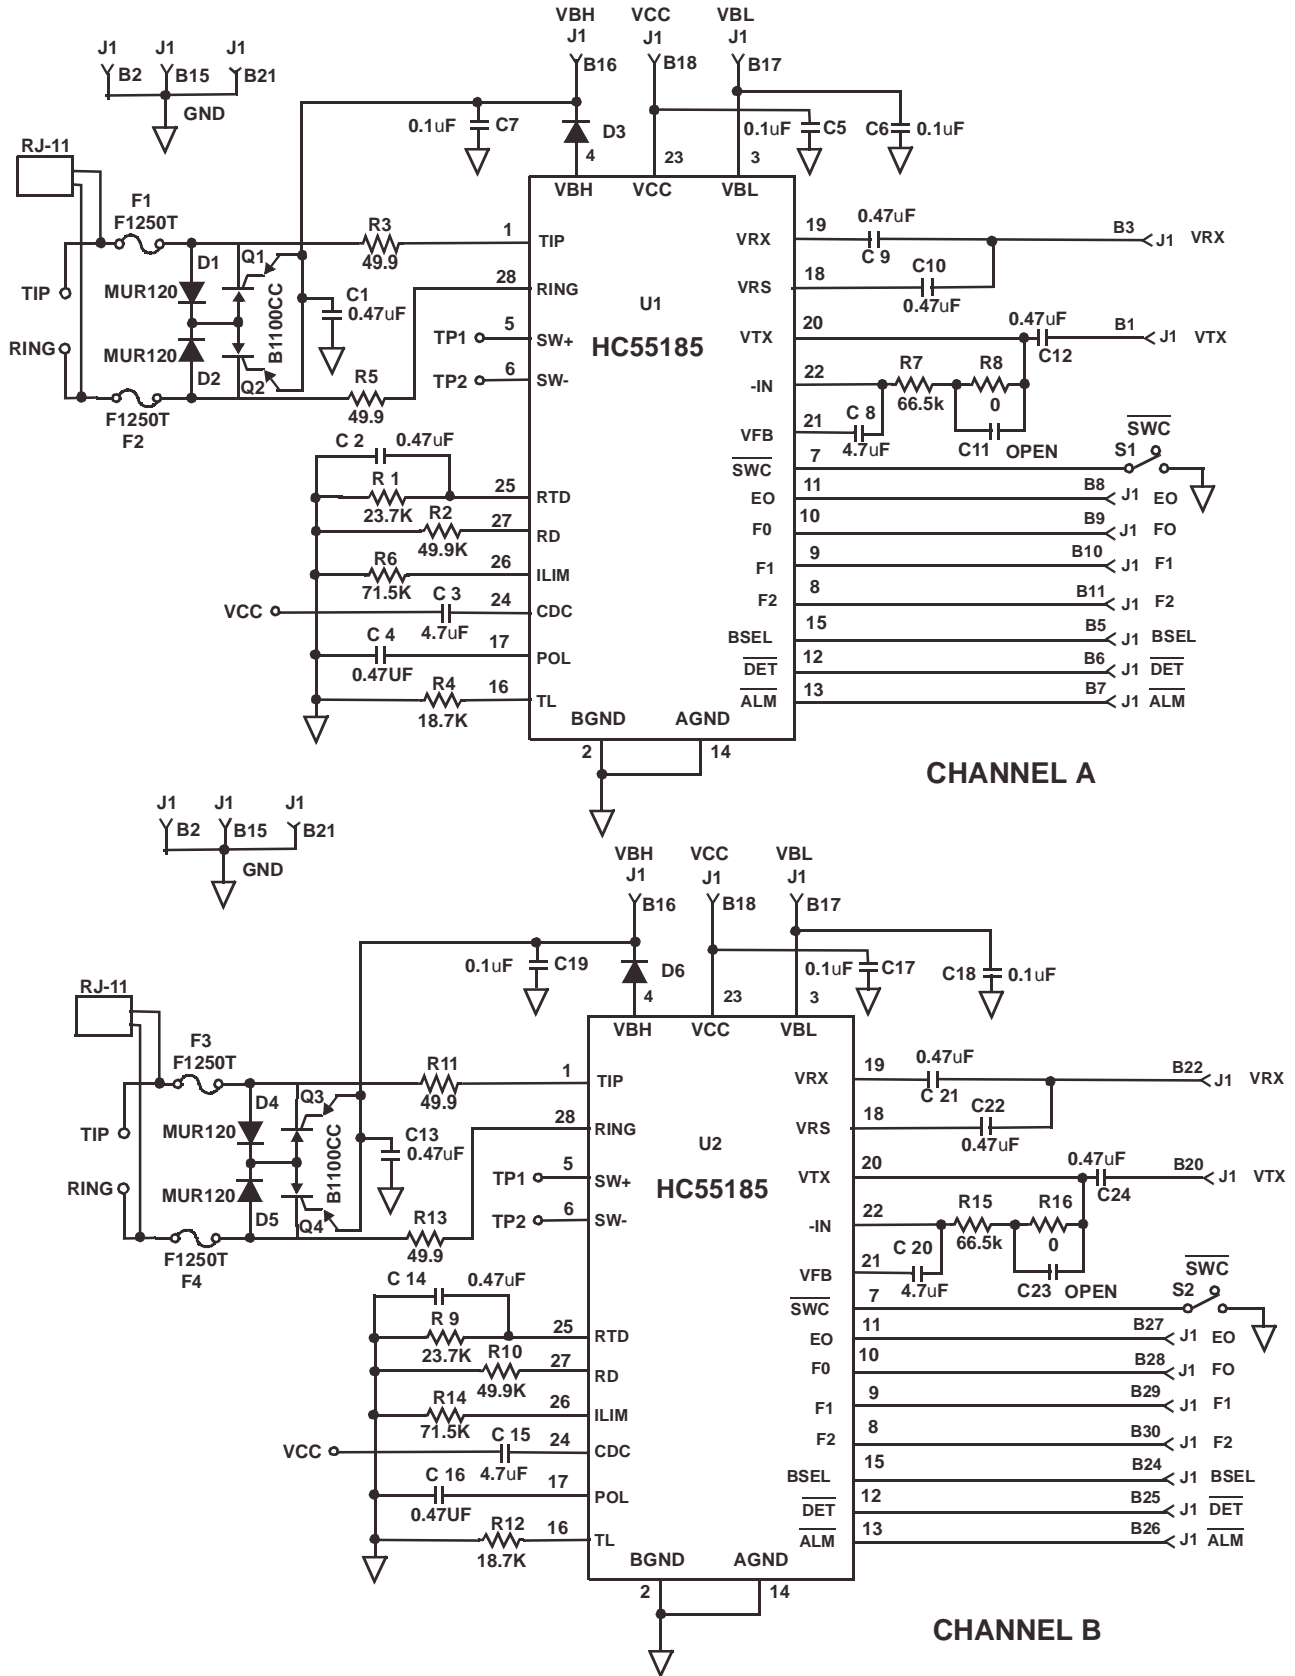 VBH VCC VBL
J1 J1 J1 J1 J1 J1
B2 B15 B21 B16 B18 B17
GND
0.1uF C7 D3 0.1uF C5 C6 0.1uF
RJ-11
4 23 3
VBH VCC VBL
F1
F1250T
R3
49.9
1 TIP
VRX 19 0.47uF C 9 B3 J1 VRX
D1 Q1
28 RING
VRS 18 C10 0.47uF
TIP
MUR120
C1
0.47uF
B1100CC
U1
HC55185
5 SW+
TP1
VTX 20 0.47uF C12 B1 J1 VTX
RING
MUR120
D2 Q2
TP2 6 SW-
R5
49.9
-IN 22 R7 66.5k R8 0
F1250T
F2
VFB 21 C 8 4.7uF C11 OPEN
SWC 7 S1 SWC
C 2 0.47uF
R 1
23.7K
25 RTD
EO 11 B8 J1 EO
R2
49.9K
27 RD
F0 10 B9 J1 FO
R6
71.5K
26 ILIM
F1 9 B10 J1 F1
VCC C 3 4.7uF 24 CDC
F2 8 B11 J1 F2
C 4
0.47UF
17 POL
BSEL 15 B5 J1 BSEL
DET 12 B6 J1 DET
R4
18.7K
16 TL
ALM 13 B7 J1 ALM
BGND AGND
2 14
CHANNEL A
J1 J1 J1
B2 B15 B21
GND
VBH VCC VBL
J1 J1 J1
B16 B18 B17
0.1uF C19 D6 0.1uF C17 C18 0.1uF
RJ-11
4 23 3
VBH VCC VBL
F3
F1250T
R11
49.9
1 TIP
VRX 19 0.47uF C 21 B22 J1 VRX
D4 Q3
28 RING
VRS 18 C22 0.47uF
TIP
MUR120
C13
0.47uF
B1100CC
U2
HC55185
5 SW+
TP1
VTX 20 0.47uF C24 B20 J1 VTX
RING
MUR120
D5 Q4
TP2 6 SW-
R13
49.9
-IN 22 R15 66.5k R16 0
F1250T
F4
VFB 21 C 20 4.7uF C23 OPEN
SWC 7 S2 SWC
C 14 0.47uF
R 9
23.7K
25 RTD
EO 11 B27 J1 EO
R10
49.9K
27 RD
F0 10 B28 J1 FO
R14
71.5K
26 ILIM
F1 9 B29 J1 F1
VCC C 15 4.7uF 24 CDC
F2 8 B30 J1 F2
C 16
0.47UF
17 POL
BSEL 15 B24 J1 BSEL
DET 12 B25 J1 DET
R12
18.7K
16 TL
ALM 13 B26 J1 ALM
BGND AGND
2 14
CHANNEL B